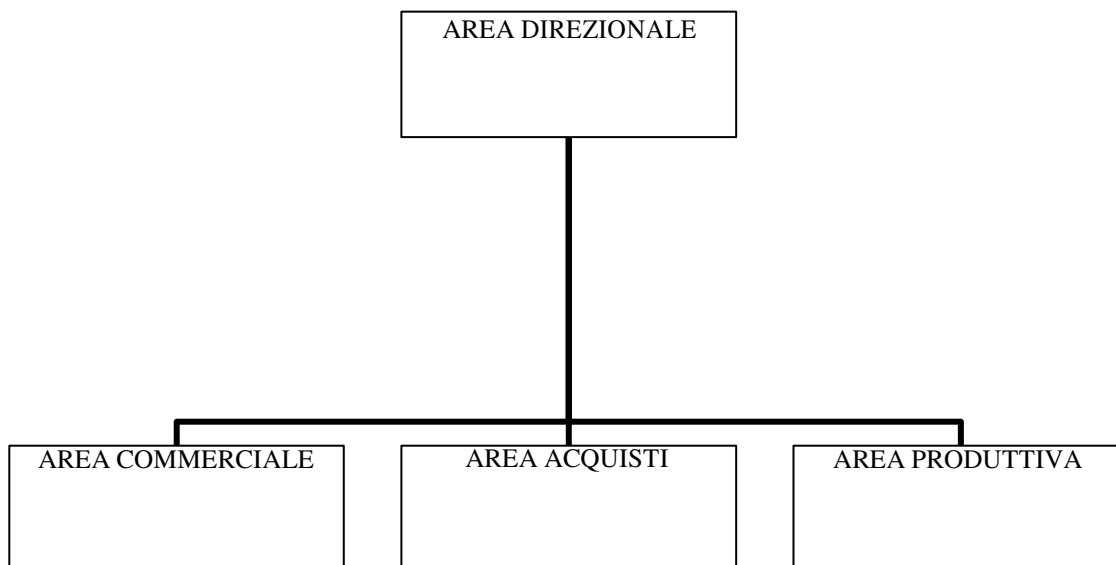 AREA DIREZIONALE
AREA COMMERCIALE
AREA ACQUISTI
AREA PRODUTTIVA